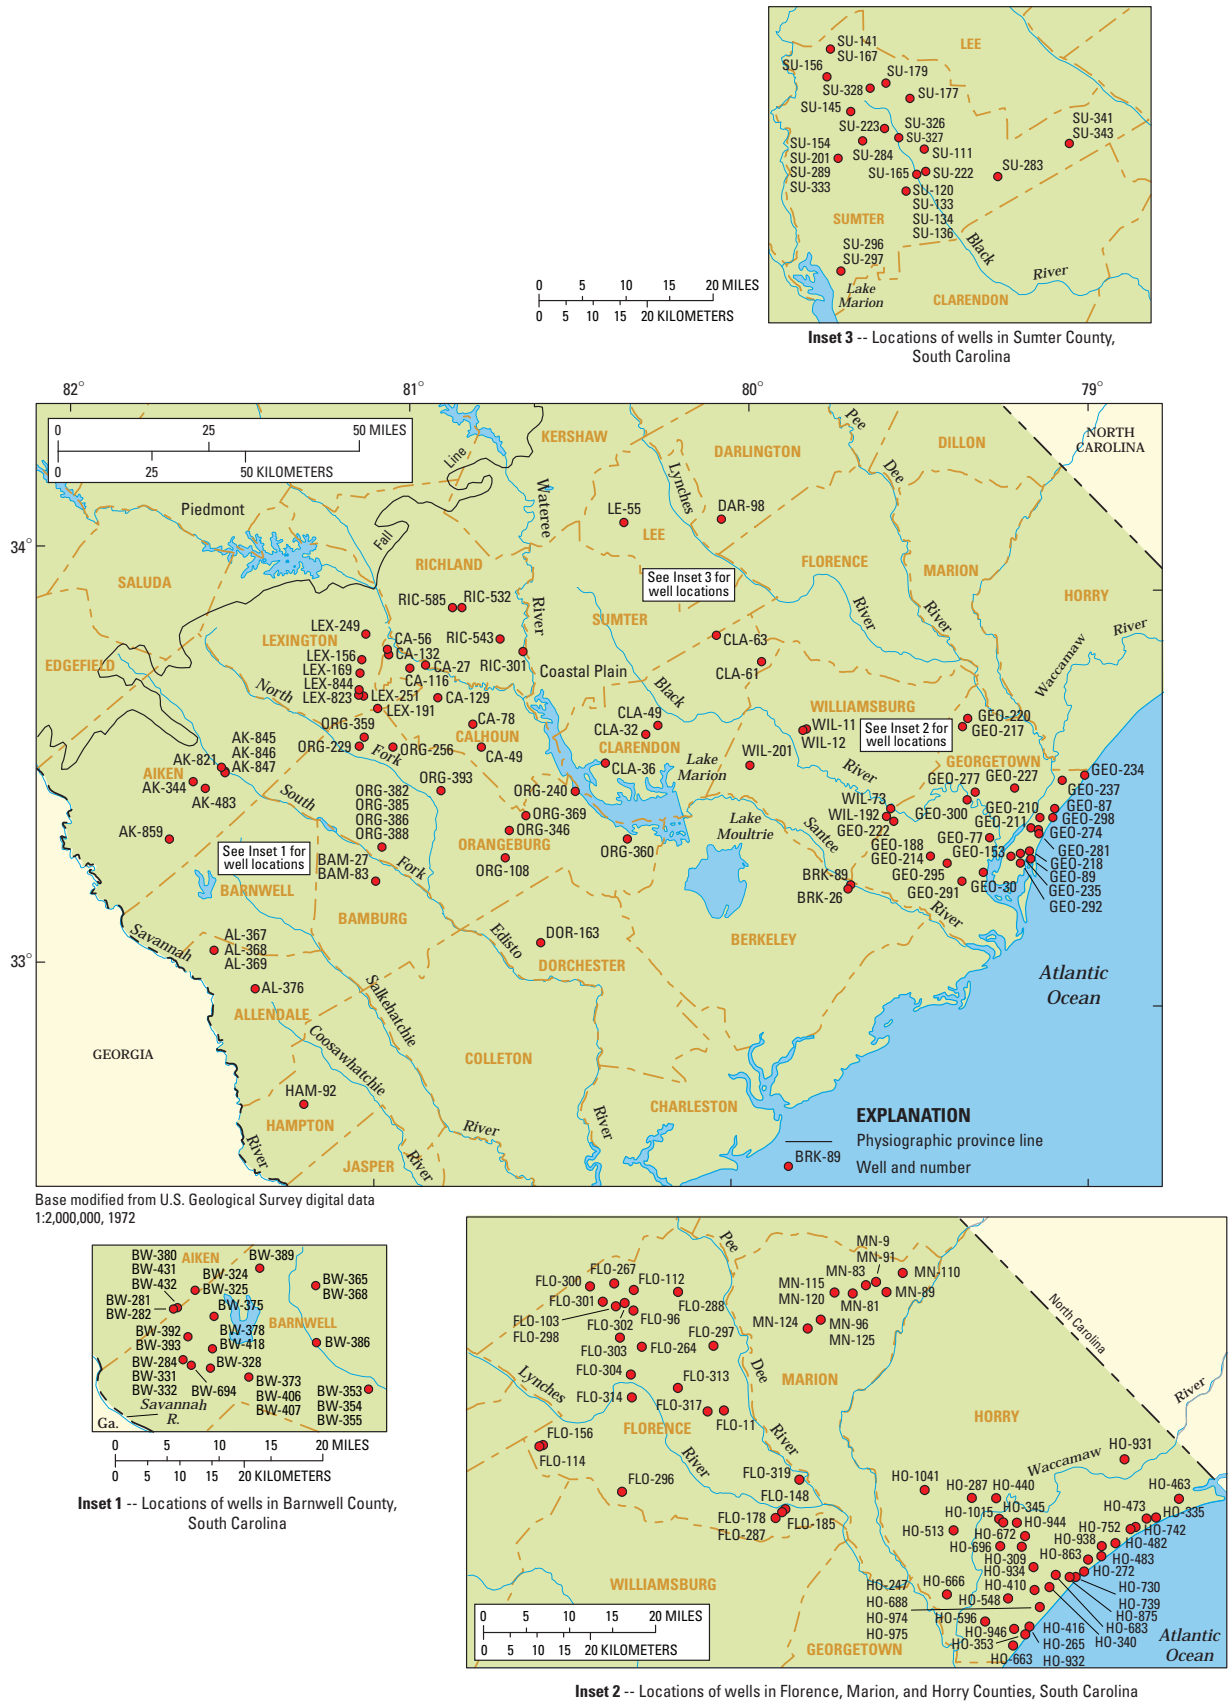 SU-141
SU-167
LEE
SU-156
SU-179
SU-328
SU-177
SU-145
SU-341
SU-343
SU-223
SU-326
SU-327
SU-154
SU-201
SU-289
SU-333
SU-284
SU-111
SU-165
SU-222
SU-283
SU-120
SU-133
SU-134
SU-136
SUMTER
SU-296
SU-297
Black
River
Lake
Marion
CLARENDON
0 5 10 15 20 MILES
0 5 10 15 20 KILOMETERS
Inset 3 -- Locations of wells in Sumter County,
South Carolina
82° 81° 80° 79°
0 25 50 MILES
0 25 50 KILOMETERS
KERSHAW
DARLINGTON
Pee
DILLON
NORTH
CAROLINA
Line
Fall
Wateree
Lynches
Dee
Piedmont
LE-55
DAR-98
LEE
34°
SALUDA
RICHLAND
FLORENCE
MARION
See Inset 3 for
well locations
HORRY
RIC-585
RIC-532
River
SUMTER
River
River
River
LEX-249
CA-56
RIC-543
CLA-63
Waccamaw
LEXINGTON
EDGEFIELD
LEX-156
CA-132
RIC-301
Coastal Plain
LEX-169
CA-27
CLA-61
LEX-844
CA-116
LEX-823
LEX-251
CA-129
North
LEX-191
Black
WILLIAMSBURG
ORG-359
CA-78
CLA-49
WIL-11
GEO-220
CLA-32
WIL-12
GEO-217
See Inset 2 for
well locations
AK-845
AK-846
AK-847
ORG-229
Fork
ORG-256
CALHOUN
CA-49
CLARENDON
AK-821
AIKEN
AK-344
AK-483
ORG-393
CLA-36
Lake
Marion
WIL-201
River
GEORGETOWN
GEO-277
GEO-227
GEO-234
GEO-237
GEO-87
GEO-298
GEO-274
South
ORG-382
ORG-385
ORG-386
ORG-388
ORG-240
ORG-369
ORG-346
Lake
Moultrie
Santee
WIL-73
WIL-192
GEO-222
GEO-300
GEO-210
GEO-211
GEO-77
AK-859
See Inset 1 for
well locations
ORANGEBURG
ORG-360
GEO-188
GEO-214
GEO-153
GEO-281
GEO-218
GEO-89
GEO-235
GEO-292
BAM-27
BAM-83
Fork
ORG-108
BRK-89
BRK-26
GEO-295
GEO-291
GEO-30
BARNWELL
BAMBURG
River
Savannah
AL-367
AL-368
AL-369
Edisto
DOR-163
BERKELEY
33°
DORCHESTER
AL-376
Salkehatchie
Atlantic
Ocean
ALLENDALE
Coosawhatchie
GEORGIA
COLLETON
HAM-92
CHARLESTON
EXPLANATION
Physiographic province line
BRK-89
Well and number
HAMPTON
River
River
River
River
JASPER
Base modified from U.S. Geological Survey digital data
1:2,000,000, 1972
BW-380
BW-431
BW-432
AIKEN
BW-389
BW-324
BW-325
BW-365
BW-368
BW-281
BW-282
BW-375
BARNWELL
BW-392
BW-393
BW-378
BW-418
BW-386
BW-284
BW-331
BW-332
BW-328
BW-694
BW-373
BW-406
BW-407
BW-353
BW-354
BW-355
Savannah
R.
Ga.
0 5 10 15 20 MILES
0 5 10 15 20 KILOMETERS
Inset 1 -- Locations of wells in Barnwell County,
South Carolina
Pee
MN-9
MN-91
FLO-267
FLO-300
FLO-112
MN-83
MN-110
MN-115
MN-120
FLO-301
FLO-288
MN-81
MN-89
FLO-103
FLO-302
FLO-96
North Carolina
FLO-298
MN-124
MN-96
MN-125
FLO-303
FLO-264
FLO-297
FLO-304
Dee
MARION
FLO-313
Lynches
FLO-314
FLO-317
River
FLO-11
HORRY
FLORENCE
FLO-156
FLO-114
River
River
FLO-296
FLO-319
Waccamaw
HO-931
HO-1041
HO-287
HO-440
HO-463
FLO-148
FLO-178
FLO-287
FLO-185
HO-1015
HO-345
HO-944
HO-473
HO-335
HO-513
HO-672
HO-752
HO-742
HO-696
HO-938
HO-482
HO-309
HO-863
HO-483
HO-934
HO-272
WILLIAMSBURG
HO-247
HO-688
HO-974
HO-975
HO-666
HO-410
HO-730
HO-548
HO-739
HO-875
HO-596
HO-683
HO-340
HO-946
HO-416
HO-353
HO-265
HO-663
HO-932
GEORGETOWN
Atlantic
Ocean
0 5 10 15 20 MILES
0 5 10 15 20 KILOMETERS
Inset 2 -- Locations of wells in Florence, Marion, and Horry Counties, South Carolina